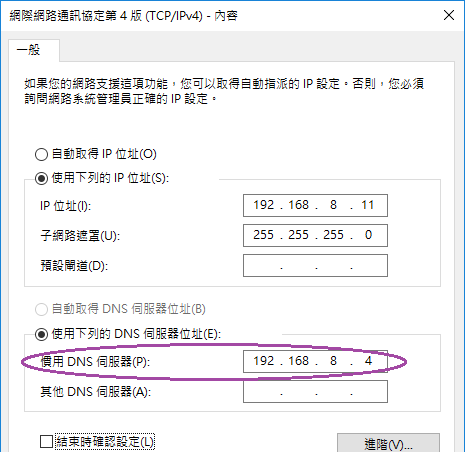 網際網路通訊協定第 4 版 (TCP/IPv4) - 內容
一般
如果您的網路支援這項功能，您可以取得自動指派的 IP 設定。否則，您必須
詢問網路系統管理員正確的 IP 設定。
自動取得 IP 位址(O)
使用下列的 IP 位址(S):
IP 位址(I): 192 . 168 . 8 . 11
子網路遮罩(U): 255 . 255 . 255 . 0
預設閘道(D): . . .
自動取得 DNS 伺服器位址(B)
使用下列的 DNS 伺服器位址(E):
慣用 DNS 伺服器(P): 192 . 168 . 8 . 4
其他 DNS 伺服器(A): . . .
結束時確認設定(L)
進階(V)...